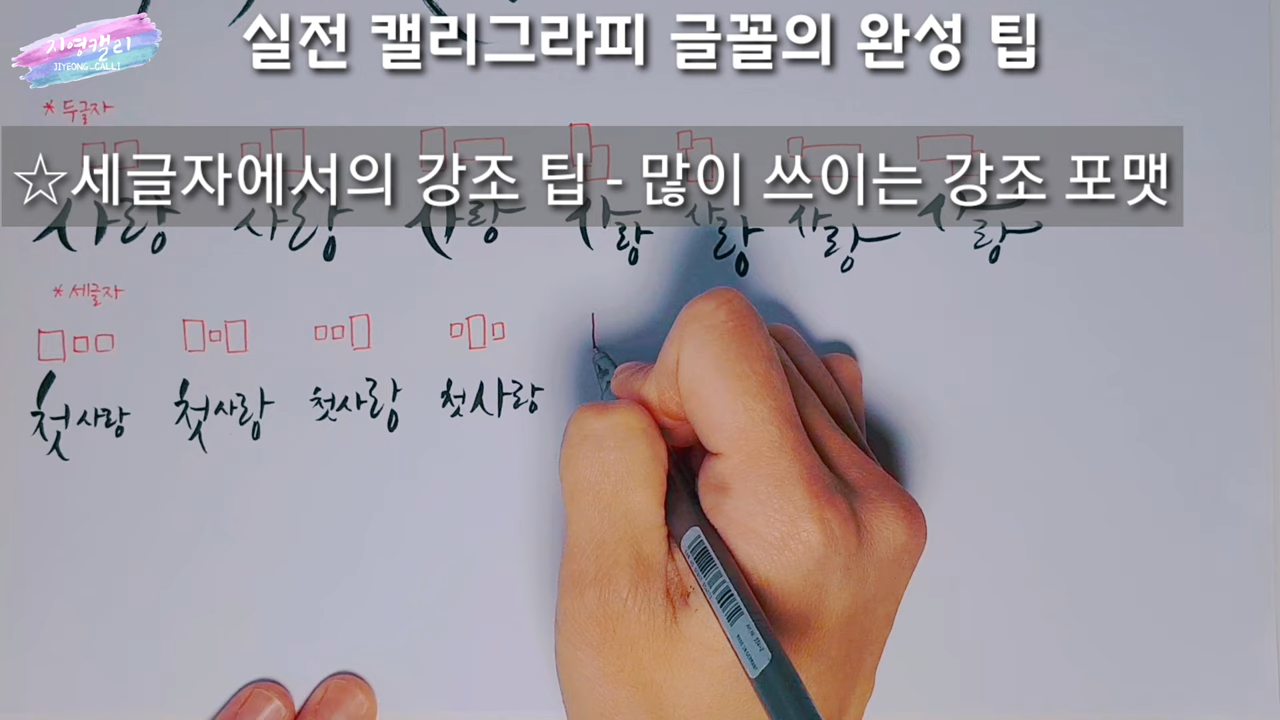 실전 캘리그라피 글꼴의 완성 팁
지영캘리
JIYEONG_CALLI
* 두글자
☆세글자에서의 강조 팁 - 많이 쓰이는 강조 포맷
사랑 사랑 사랑 사랑 사랑 사랑 사랑
* 세글자
첫사랑 첫사랑 첫사랑 첫사랑